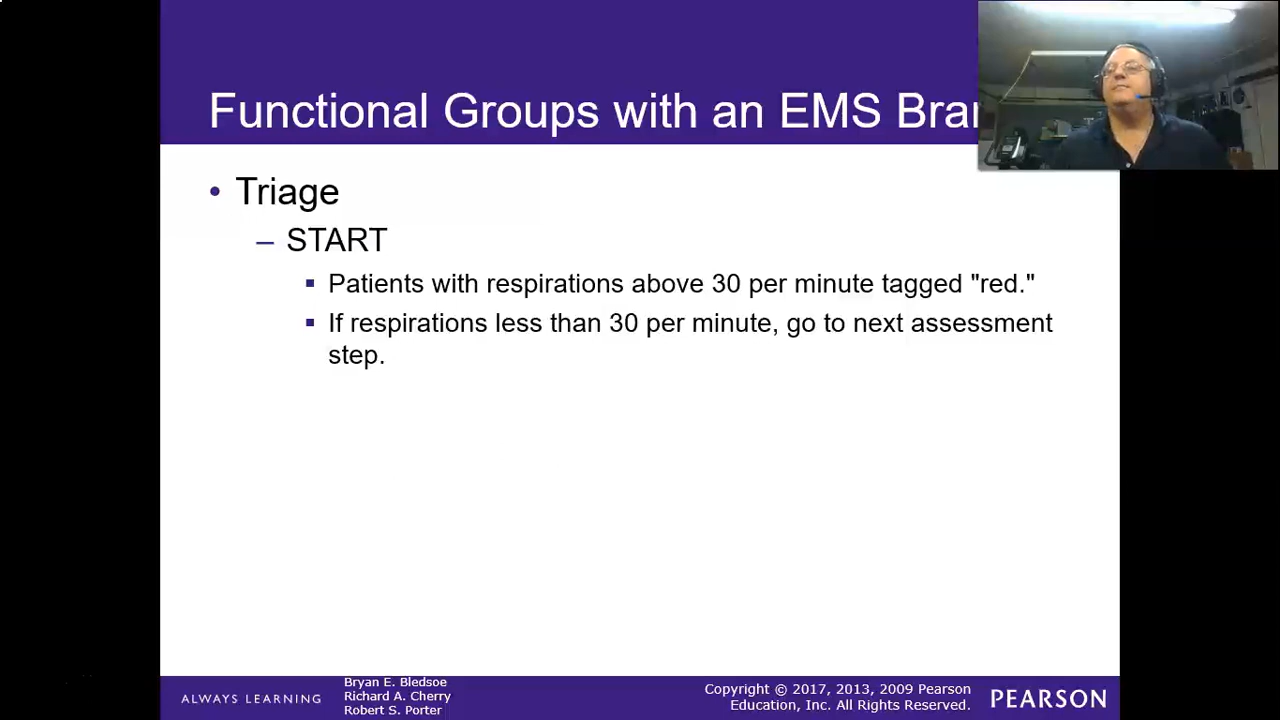 Functional Groups with an EMS
• Triage
– START
▪ Patients with respirations above 30 per minute tagged "red."
▪ If respirations less than 30 per minute, go to next assessment
step.
ALWAYS LEARNING
Bryan E. Bledsoe
Richard A. Cherry
Robert S. Porter
Copyright © 2017, 2013, 2009 Pearson
Education, Inc. All Rights Reserved.
PEARSON